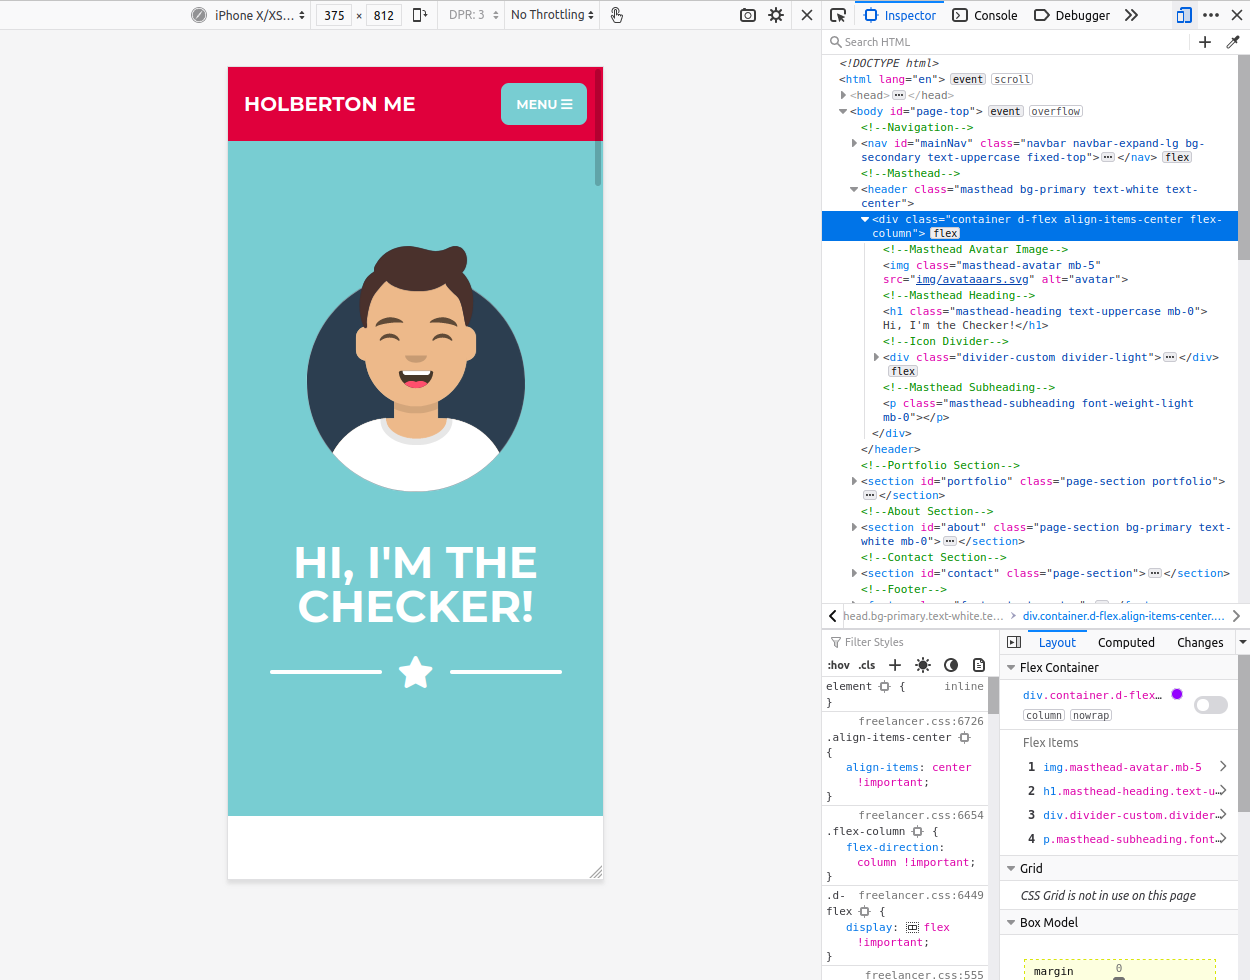 iPhone X/XS... 375 × 812 DPR: 3 No Throttling
Inspector Console Debugger
Search HTML
HOLBERTON ME
MENU
HI, I'M THE
CHECKER!
<!DOCTYPE html>
<html lang="en"> event scroll
<head> ••• </head>
<body id="page-top"> event overflow
<!--Navigation-->
<nav id="mainNav" class="navbar navbar-expand-lg bg-
secondary text-uppercase fixed-top"> ••• </nav> flex
<!--Masthead-->
<header class="masthead bg-primary text-white text-
center">
<div class="container d-flex align-items-center flex-
column"> flex
<!--Masthead Avatar Image-->
<img class="masthead-avatar mb-5"
src="img/avataaars.svg" alt="avatar">
<!--Masthead Heading-->
<h1 class="masthead-heading text-uppercase mb-0">
Hi, I'm the Checker!</h1>
<!--Icon Divider-->
<div class="divider-custom divider-light"> ••• </div>
flex
<!--Masthead Subheading-->
<p class="masthead-subheading font-weight-light
mb-0"></p>
</div>
</header>
<!--Portfolio Section-->
<section id="portfolio" class="page-section portfolio">
••• </section>
<!--About Section-->
<section id="about" class="page-section bg-primary text-
white mb-0"> ••• </section>
<!--Contact Section-->
<section id="contact" class="page-section"> ••• </section>
<!--Footer-->
head.bg-primary.text-white.te... div.container.d-flex.align-items-center....
Filter Styles
:hov .cls
element { inline
}
freelancer.css:6726
.align-items-center
{
align-items: center
!important;
}
freelancer.css:6654
.flex-column {
flex-direction:
column !important;
}
.d- freelancer.css:6449
flex {
display: flex
!important;
}
freelancer.css:555
Layout Computed Changes
Flex Container
div.container.d-flex...
column nowrap
Flex Items
1 img.masthead-avatar.mb-5
2 h1.masthead-heading.text-u...
3 div.divider-custom.divider...
4 p.masthead-subheading.font...
Grid
CSS Grid is not in use on this page
Box Model
margin 0